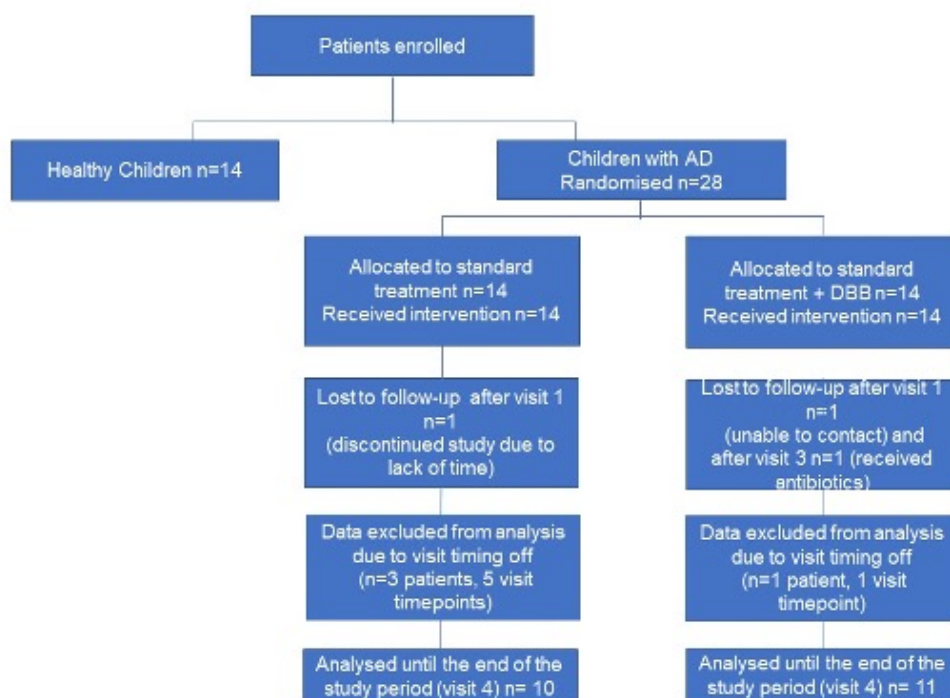 Patients enrolled
Healthy Children n=14
Children with AD
Randomised n=28
Allocated to standard
treatment n=14
Received intervention n=14
Allocated to standard
treatment + DBB n=14
Received intervention n=14
Lost to follow-up after visit 1
n=1
(discontinued study due to
lack of time)
Lost to follow-up after visit 1
n=1
(unable to contact) and
after visit 3 n=1 (received
antibiotics)
Data excluded from analysis
due to visit timing off
(n=3 patients, 5 visit
timepoints)
Data excluded from analysis
due to visit timing off
(n=1 patient, 1 visit
timepoint)
Analysed until the end of the
study period (visit 4) n= 10
Analysed until the end of the
study period (visit 4) n= 11